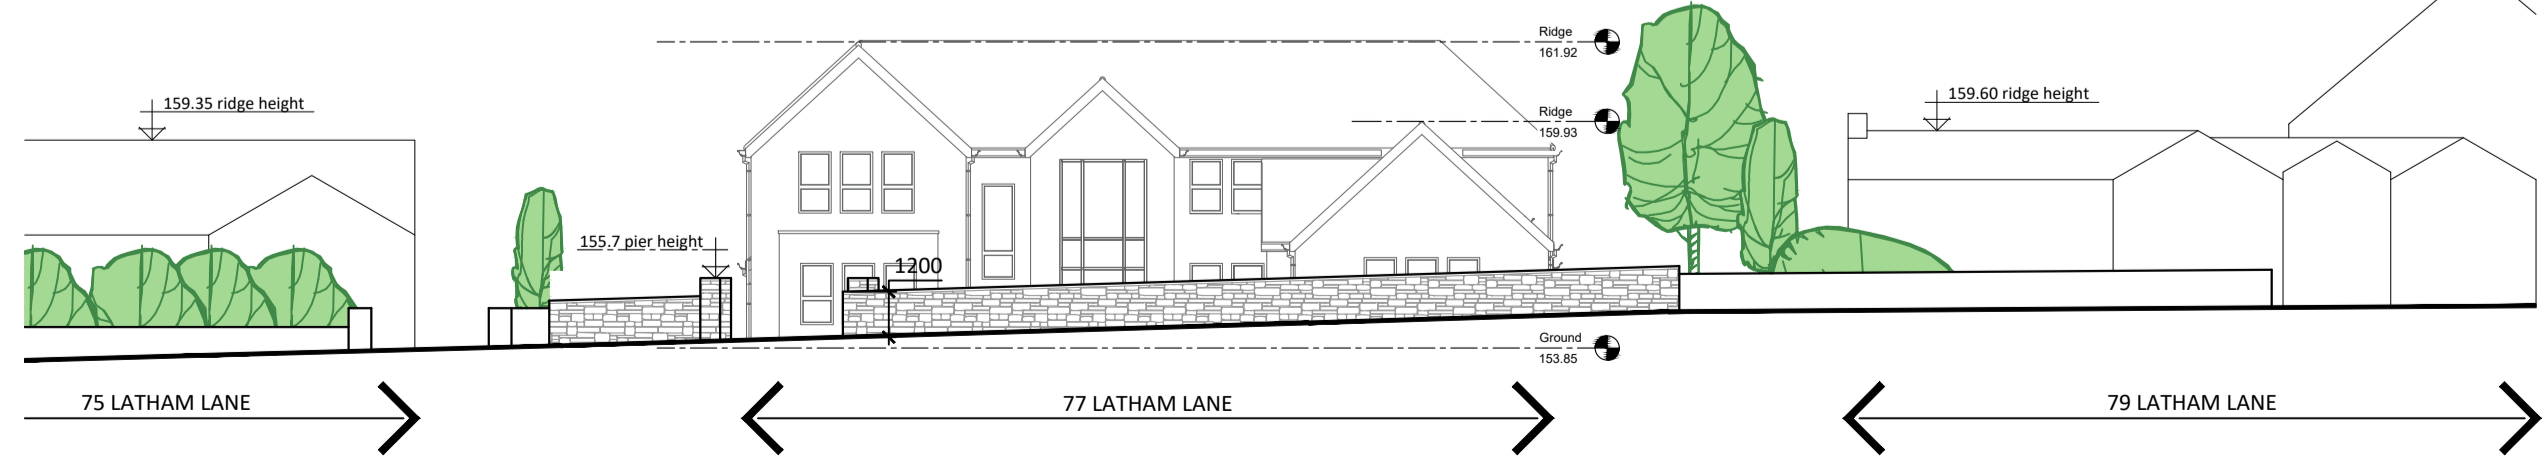 Ridge
161.92
159.35 ridge height
159.60 ridge height
Ridge
159.93
155.7 pier height
1200
Ground
153.85
75 LATHAM LANE
77 LATHAM LANE
79 LATHAM LANE